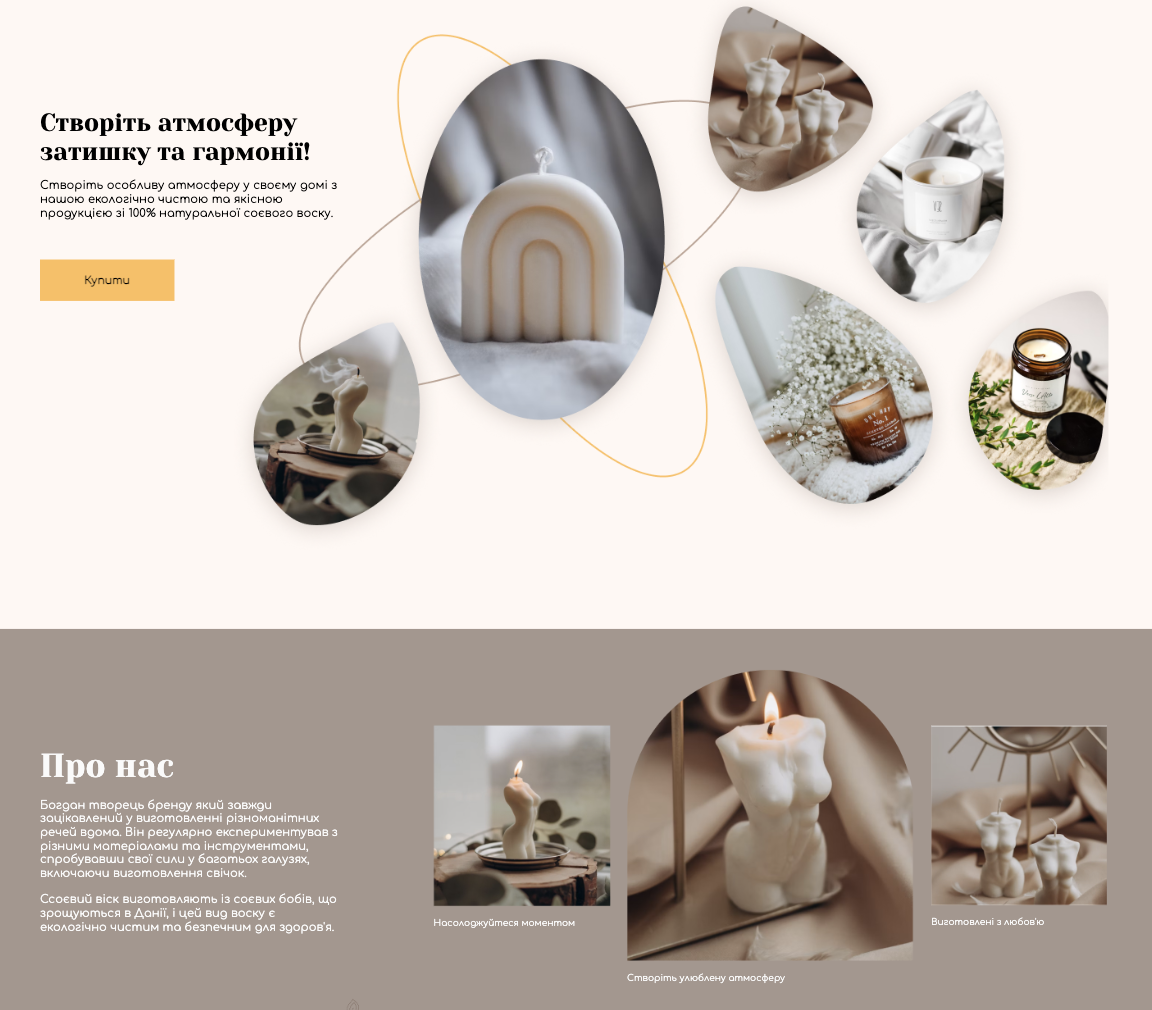 Створіть атмосферу
затишку та гармонії!
Створіть особливу атмосферу у своєму домі з
нашою екологічно чистою та якісною
продукцією зі 100% натуральної соєвого воску.
Купити
Про нас
Богдан творець бренду який завжди
зацікавлений у виготовленні різноманітних
речей вдома. Він регулярно експериментував з
різними матеріалами та інструментами,
спробувавши свої сили у багатьох галузях,
включаючи виготовлення свічок.
Ссоєвий віск виготовляють із соєвих бобів, що
зрощуються в Данії, і цей вид воску є
екологічно чистим та безпечним для здоров'я.
Насолоджуйтеся моментом
Створіть улюблену атмосферу
Виготовлені з любов'ю